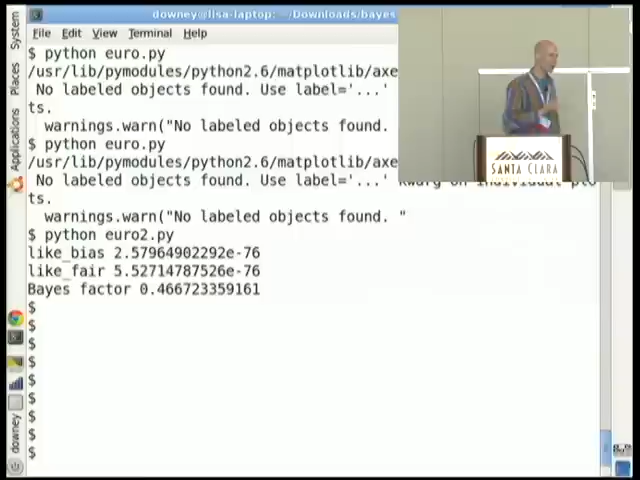 downey@lisa-laptop: ~/Downloads/bayes
File Edit View Terminal Help
$ python euro.py
/usr/lib/pymodules/python2.6/matplotlib/axe
No labeled objects found. Use label='...'
ts.
warnings.warn("No labeled objects found.
$ python euro.py
/usr/lib/pymodules/python2.6/matplotlib/axe
No labeled objects found. Use label='...' kwarg on individual plo
ts.
warnings.warn("No labeled objects found. "
$ python euro2.py
like_bias 2.57964902292e-76
like_fair 5.52714787526e-76
Bayes factor 0.466723359161
$
$
$
$
$
$
$
$
$
Applications Places System
downey
SANTA CLARA